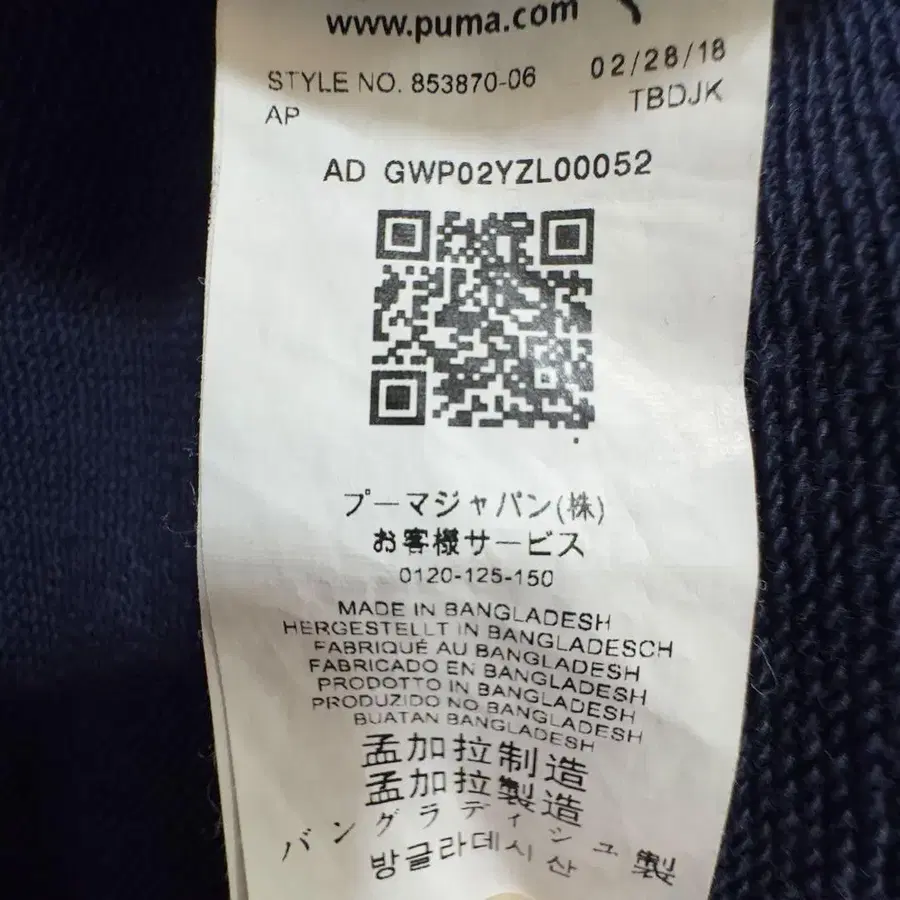 www.puma.com
STYLE NO. 853870-06 02/28/18
AP TBDJK
AD GWP02YZL00052
プーマジャパン(株)
お客様サービス
0120-125-150
MADE IN BANGLADESH
HERGESTELLT IN BANGLADESCH
FABRIQUÉ AU BANGLADESH
FABRICADO EN BANGLADESH
PRODOTTO IN BANGLADESH
PRODUZIDO NO BANGLADESH
BUATAN BANGLADESH
孟加拉制造
孟加拉製造
バングラディシュ製
방글라데시 산